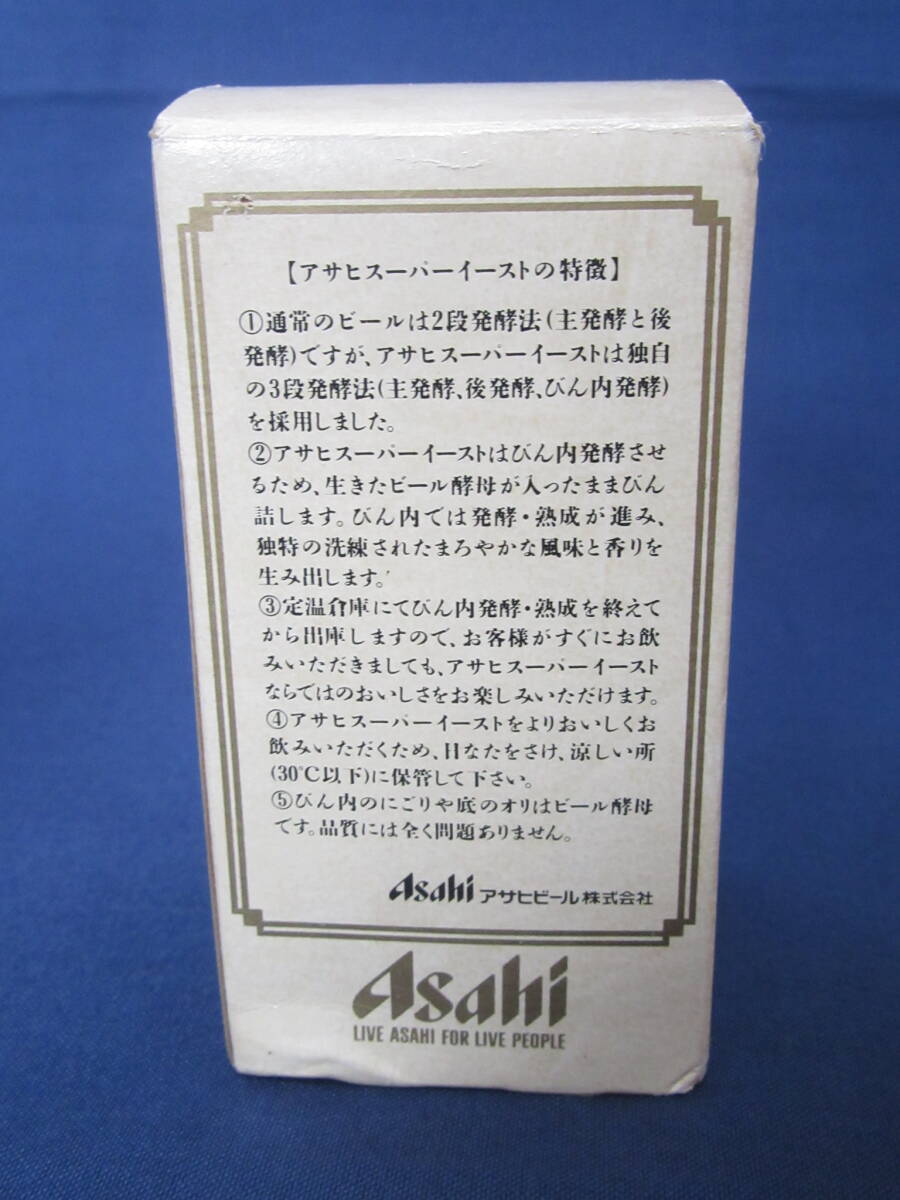 【アサヒスーパーイーストの特徴】
①通常のビールは2段発酵法(主発酵と後
発酵)ですが、アサヒスーパーイーストは独自
の3段発酵法(主発酵、後発酵、びん内発酵)
を採用しました。
②アサヒスーパーイーストはびん内発酵させ
るため、生きたビール酵母が入ったままびん
詰します。びん内では発酵・熟成が進み、
独特の洗練されたまろやかな風味と香りを
生み出します。
③定温倉庫にてびん内発酵・熟成を終えて
から出庫しますので、お客様がすぐにお飲
みいただきましても、アサヒスーパーイースト
ならではのおいしさをお楽しみいただけます。
④アサヒスーパーイーストをよりおいしくお
飲みいただくため、日なたをさけ、涼しい所
(30℃以下)に保管して下さい。
⑤びん内のにごりや底のオリはビール酵母
です。品質には全く問題ありません。
Asahi アサヒビール株式会社
Asahi
LIVE ASAHI FOR LIVE PEOPLE